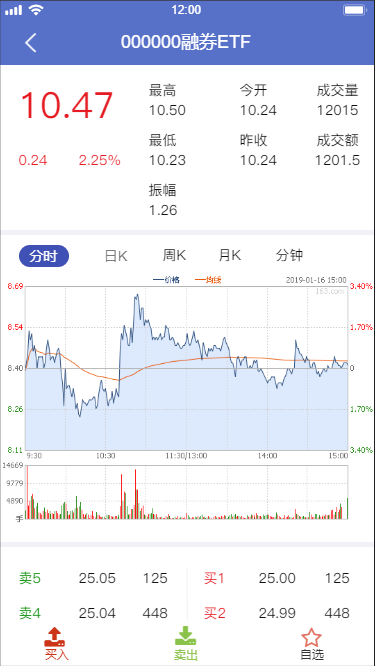 12:00
000000融券ETF
10.47
0.24 2.25%
最高 今开 成交量
10.50 10.24 12015
最低 昨收 成交额
10.23 10.24 1201.5
振幅
1.26
分时 日K 周K 月K 分钟
价格 均线 2019-01-16 15:00
163.com
8.69 3.40%
8.54 1.70%
8.40 0
8.26 1.70%
8.11 3.40%
9:30 10:30 11:30/13:00 14:00 15:00
14669
9779
4890
手
卖5 25.05 125 买1 25.00 125
卖4 25.04 448 买2 24.99 448
买入 卖出 自选